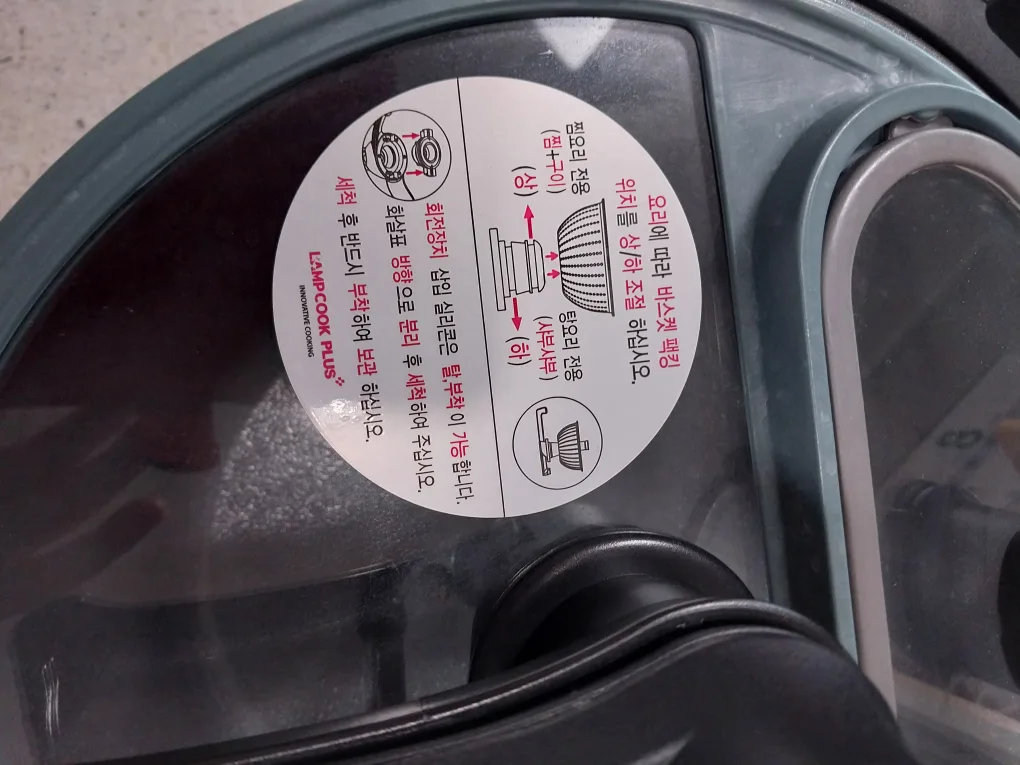 요리에 따라 바스켓 패킹
위치를 상/하 조절 하십시오.
찜요리 전용
(찜+구이)
(상)
탕요리 전용
(샤부샤부)
(하)
회전장치 삽입 실리콘은 탈,부착이 가능합니다.
화살표 방향으로 분리 후 세척하여 주십시오.
세척 후 반드시 부착하여 보관 하십시오.
LAMPCOOK PLUS
INNOVATIVE COOKING